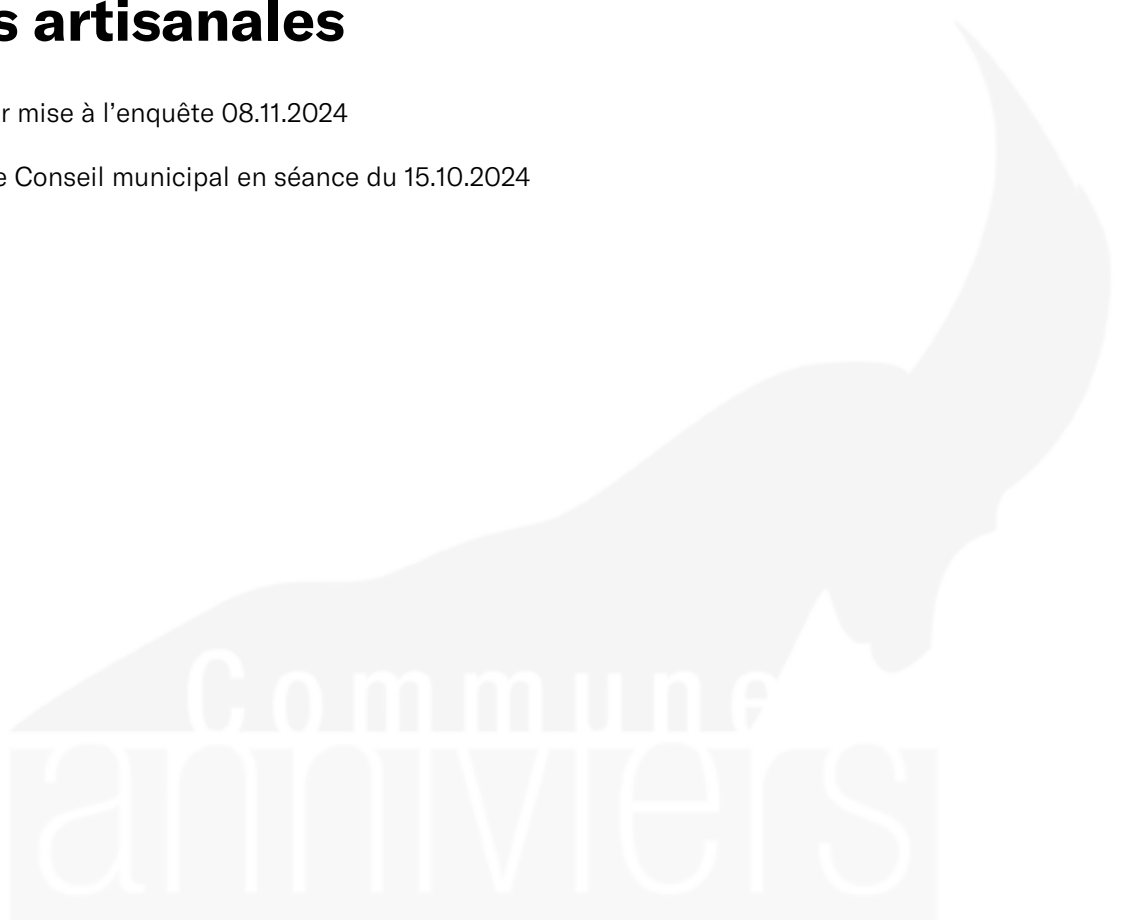 s artisanales
r mise à l’enquête 08.11.2024
e Conseil municipal en séance du 15.10.2024
Commune
anniviers